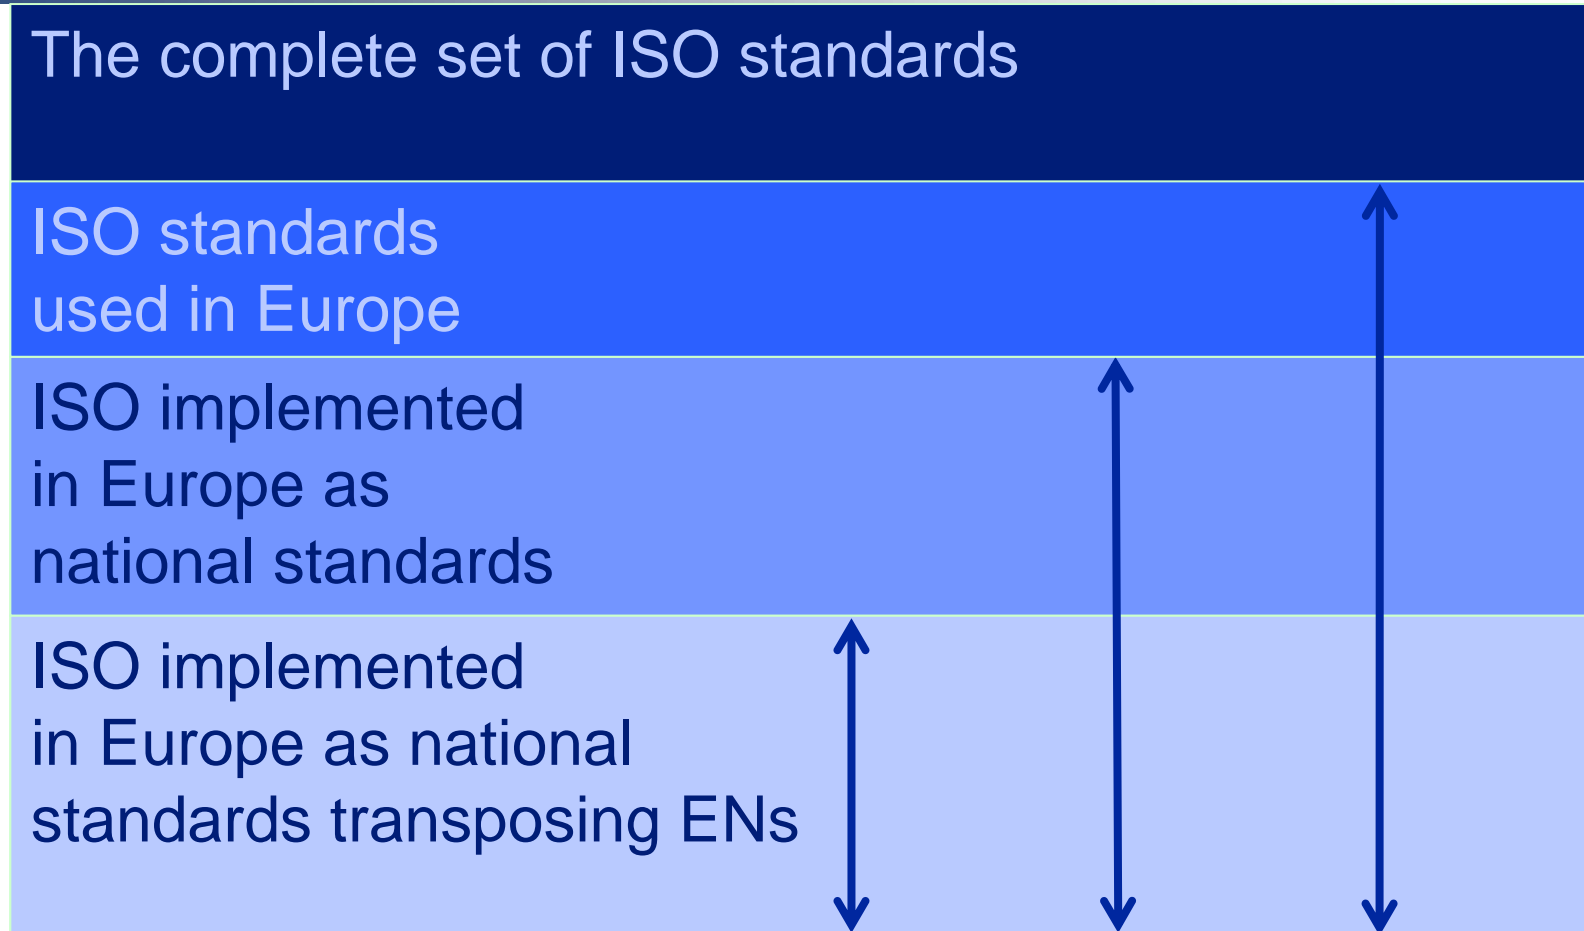 The complete set of ISO standards
ISO standards
used in Europe
ISO implemented
in Europe as
national standards
ISO implemented
in Europe as national
standards transposing ENs